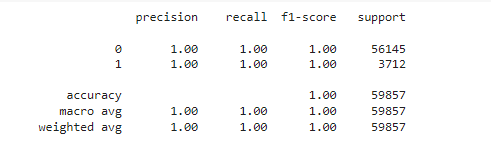 precision recall f1-score support
0 1.00 1.00 1.00 56145
1 1.00 1.00 1.00 3712
accuracy 1.00 59857
macro avg 1.00 1.00 1.00 59857
weighted avg 1.00 1.00 1.00 59857